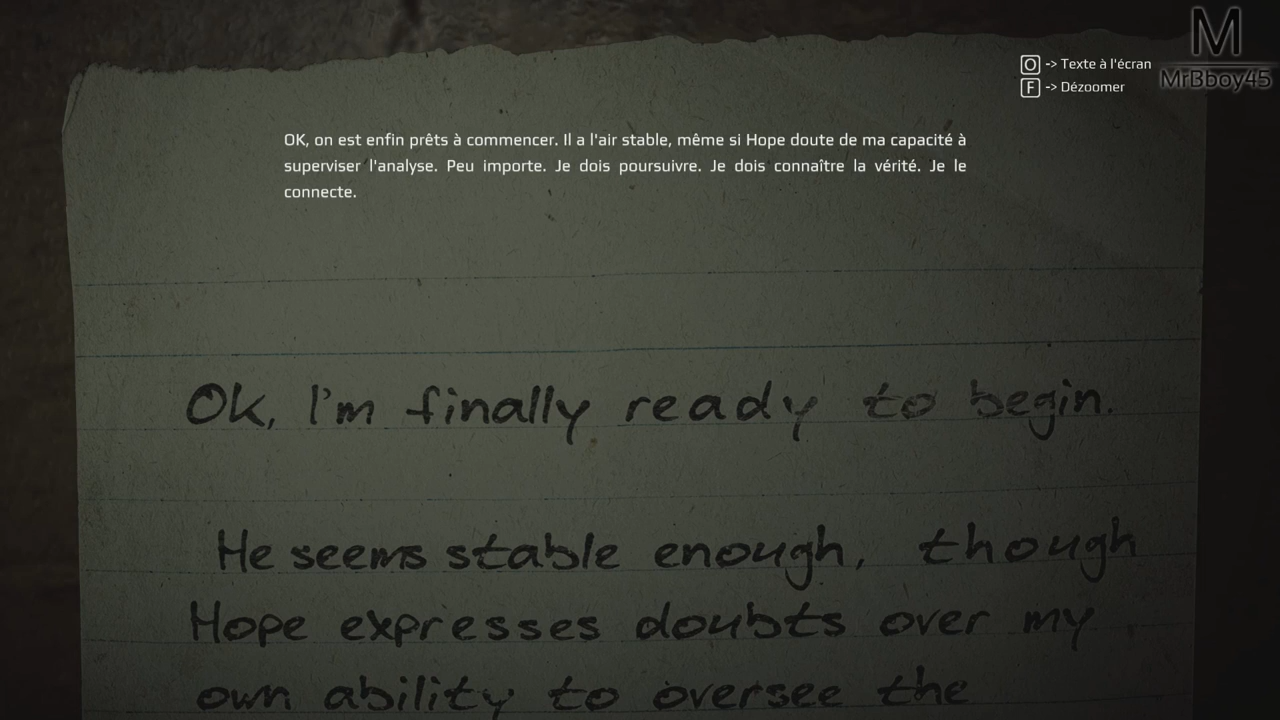 M
MrBboy45
O -> Texte à l'écran
F -> Dézoomer
OK, on est enfin prêts à commencer. Il a l'air stable, même si Hope doute de ma capacité à
superviser l'analyse. Peu importe. Je dois poursuivre. Je dois connaître la vérité. Je le
connecte.
Ok, I'm finally ready to begin.
He seems stable enough, though
Hope expresses doubts over my
own ability to oversee the